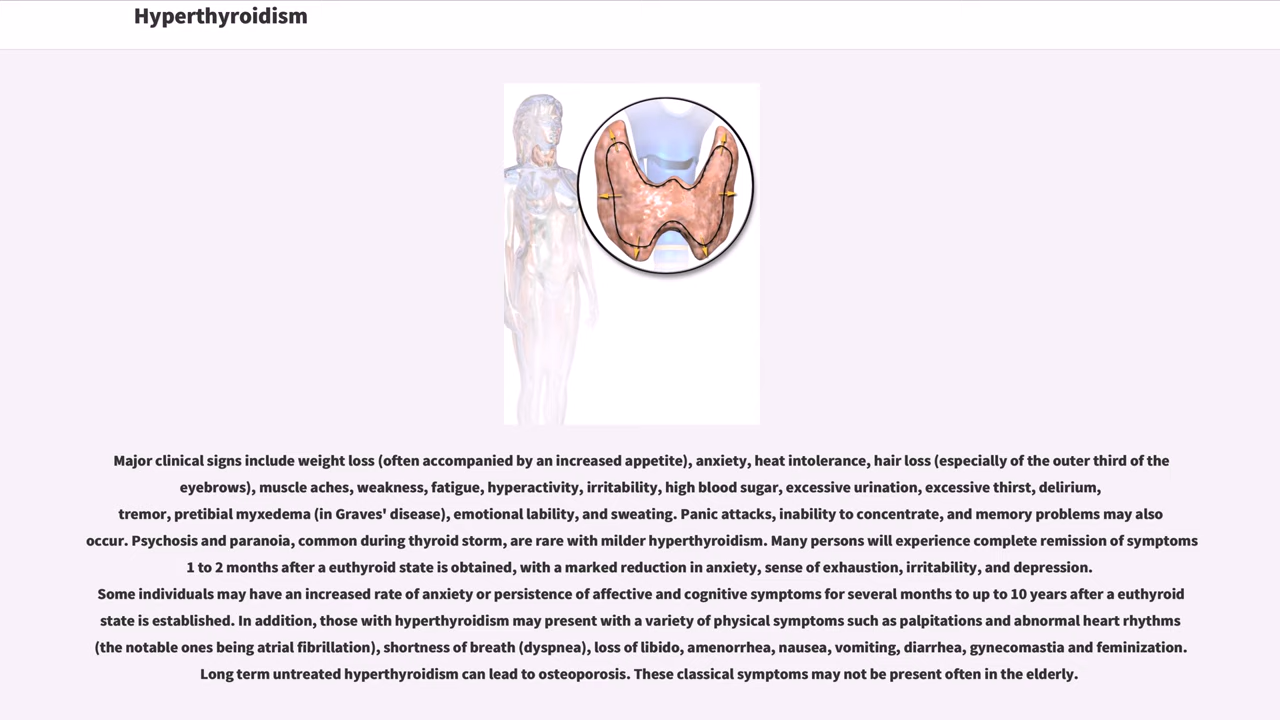 Hyperthyroidism
Major clinical signs include weight loss (often accompanied by an increased appetite), anxiety, heat intolerance, hair loss (especially of the outer third of the
eyebrows), muscle aches, weakness, fatigue, hyperactivity, irritability, high blood sugar, excessive urination, excessive thirst, delirium,
tremor, pretibial myxedema (in Graves' disease), emotional lability, and sweating. Panic attacks, inability to concentrate, and memory problems may also
occur. Psychosis and paranoia, common during thyroid storm, are rare with milder hyperthyroidism. Many persons will experience complete remission of symptoms
1 to 2 months after a euthyroid state is obtained, with a marked reduction in anxiety, sense of exhaustion, irritability, and depression.
Some individuals may have an increased rate of anxiety or persistence of affective and cognitive symptoms for several months to up to 10 years after a euthyroid
state is established. In addition, those with hyperthyroidism may present with a variety of physical symptoms such as palpitations and abnormal heart rhythms
(the notable ones being atrial fibrillation), shortness of breath (dyspnea), loss of libido, amenorrhea, nausea, vomiting, diarrhea, gynecomastia and feminization.
Long term untreated hyperthyroidism can lead to osteoporosis. These classical symptoms may not be present often in the elderly.